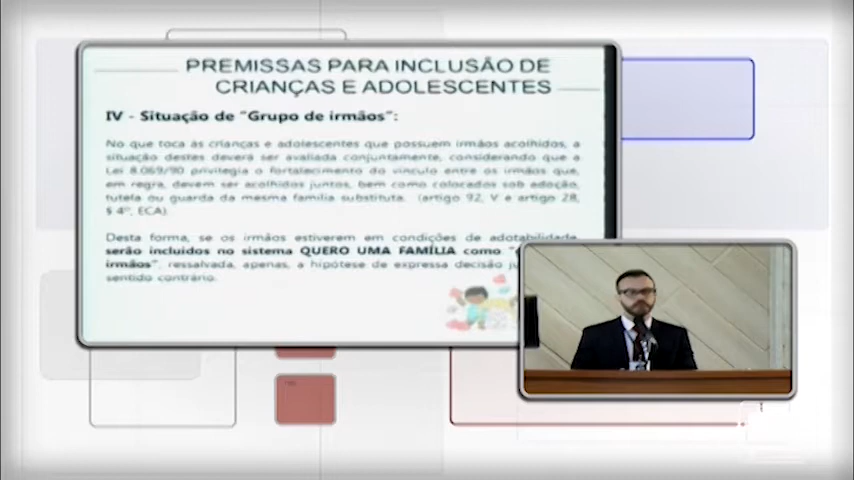 PREMISSAS PARA INCLUSÃO DE
CRIANÇAS E ADOLESCENTES
IV - Situação de "Grupo de irmãos":
No que toca às crianças e adolescentes que possuem irmãos acolhidos, a
situação destes deverá ser avaliada conjuntamente, considerando que a
Lei 8.069/90 privilegia o fortalecimento do vínculo entre os irmãos que,
em regra, devem ser acolhidos juntos, bem como colocados sob adoção,
tutela ou guarda da mesma família substituta. (artigo 92, V e artigo 28,
§ 4º, ECA).
Desta forma, se os irmãos estiverem em condições de adotabilidade
serão incluídos no sistema QUERO UMA FAMÍLIA como
irmãos", ressalvada, apenas, a hipótese de expressa decisão
sentido contrário.